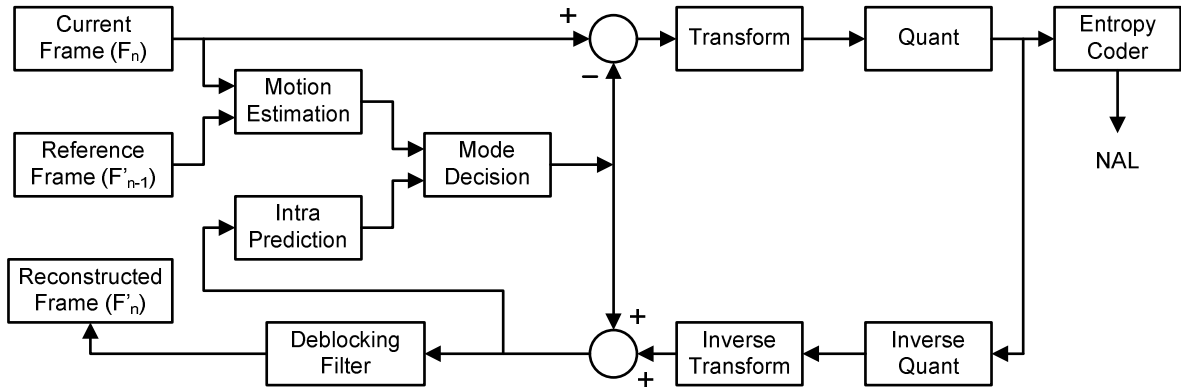 Current
Frame (Fn)
+
−
Transform
Quant
Entropy
Coder
NAL
Motion
Estimation
Reference
Frame (F'n-1)
Mode
Decision
Intra
Prediction
Reconstructed
Frame (F'n)
Deblocking
Filter
+
+
Inverse
Transform
Inverse
Quant